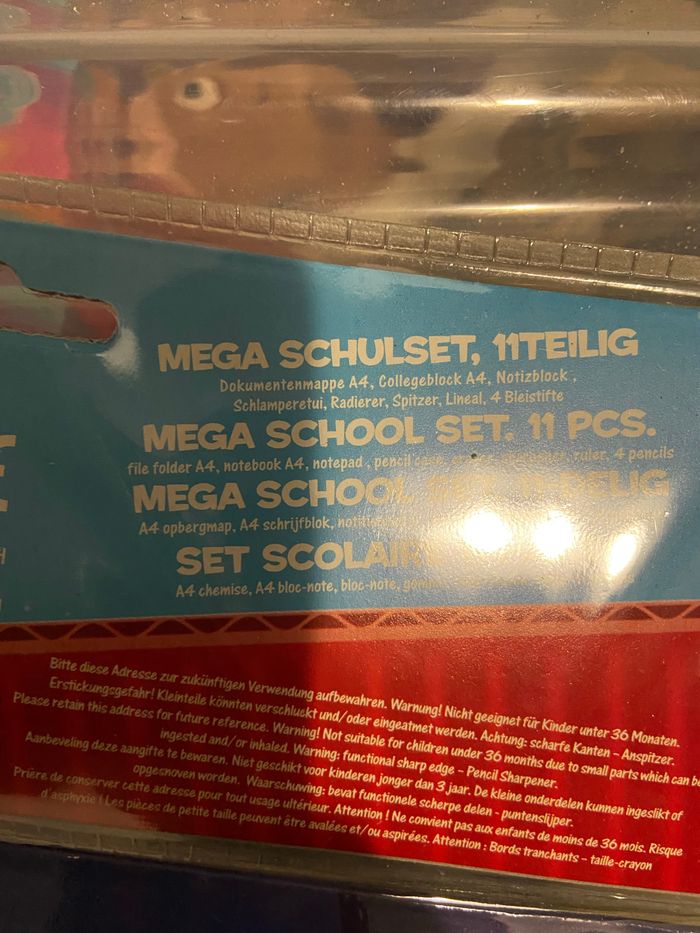 MEGA SCHULSET, 11TEILIG
Dokumentenmappe A4, Collegeblock A4, Notizblock,
Schlamperetui, Radierer, Spitzer, Lineal, 4 Bleistifte
MEGA SCHOOL SET. 11 PCS.
file folder A4, notebook A4, notepad, pencil case, ruler, 4 pencils
MEGA SCHOOL SET
A4 opbergmap, A4 schrijfblok,
SET SCOLAIRE
A4 chemise, A4 bloc-note, bloc-note,
Bitte diese Adresse zur zukünftigen Verwendung aufbewahren. Warnung! Nicht geeignet für Kinder unter 36 Monaten.
Erstickungsgefahr! Kleinteile könnten verschluckt und/oder eingeatmet werden. Achtung: scharfe Kanten - Anspitzer.
Please retain this address for future reference. Warning! Not suitable for children under 36 months due to small parts which can
ingested and/or inhaled. Warning: functional sharp edge - Pencil Sharpener.
Aanbeveling deze aangifte te bewaren. Niet geschikt voor kinderen jonger dan 3 jaar. De kleine onderdelen kunnen ingeslikt of
opgesnoven worden. Waarschuwing: bevat functionele scherpe delen - puntenslijper.
Prière de conserver cette adresse pour tout usage ultérieur. Attention ! Ne convient pas aux enfants de moins de 36 mois. Risque
d'asphyxie ! Les pièces de petite taille peuvent être avalées et/ou aspirées. Attention : Bords tranchants - taille-crayon